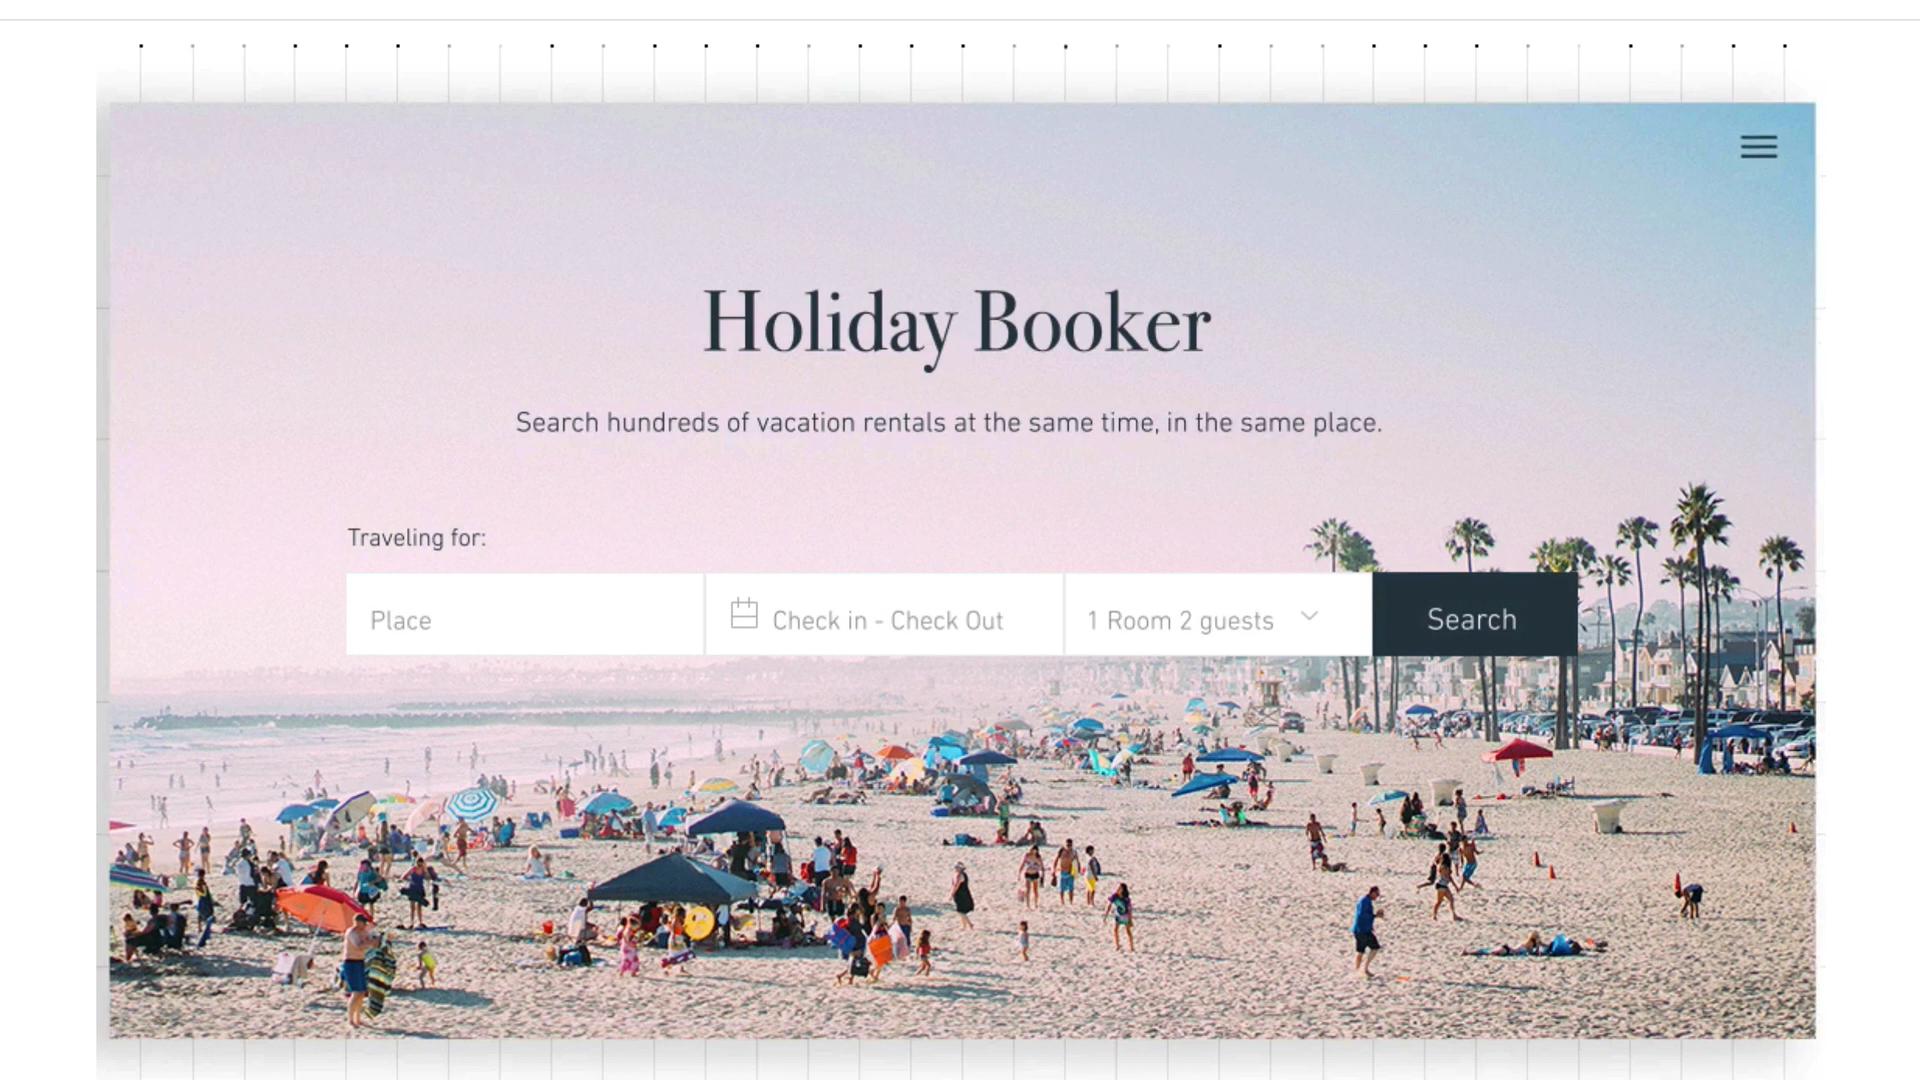 Holiday Booker
Search hundreds of vacation rentals at the same time, in the same place.
Traveling for:
Place
Check in - Check Out
1 Room 2 guests
Search